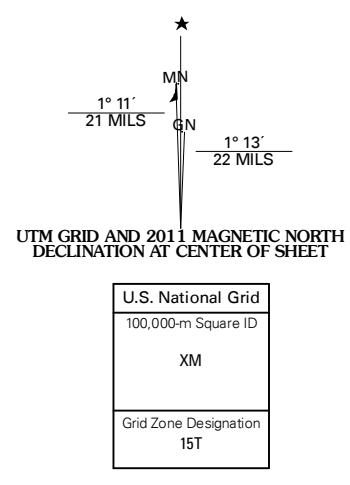 ★
MN
1° 11´
21 MILS
GN
1° 13´
22 MILS
UTM GRID AND 2011 MAGNETIC NORTH
DECLINATION AT CENTER OF SHEET
U.S. National Grid
100,000-m Square ID
XM
Grid Zone Designation
15T